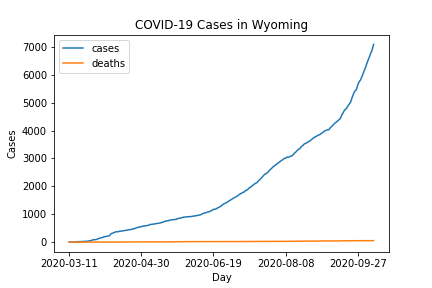 COVID-19 Cases in Wyoming
cases
deaths
Cases
7000
6000
5000
4000
3000
2000
1000
0
2020-03-11 2020-04-30 2020-06-19 2020-08-08 2020-09-27
Day